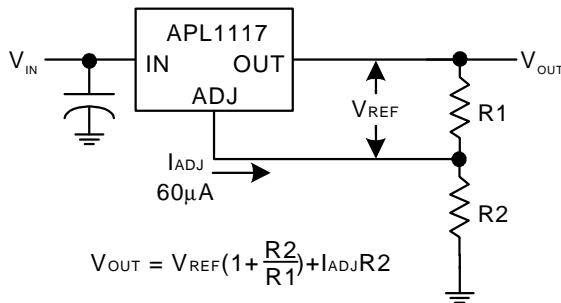 APL1117
VIN
IN
OUT
VOUT
ADJ
VREF
R1
IADJ
60μA
R2
VOUT = VREF(1+R2/R1)+IADJR2